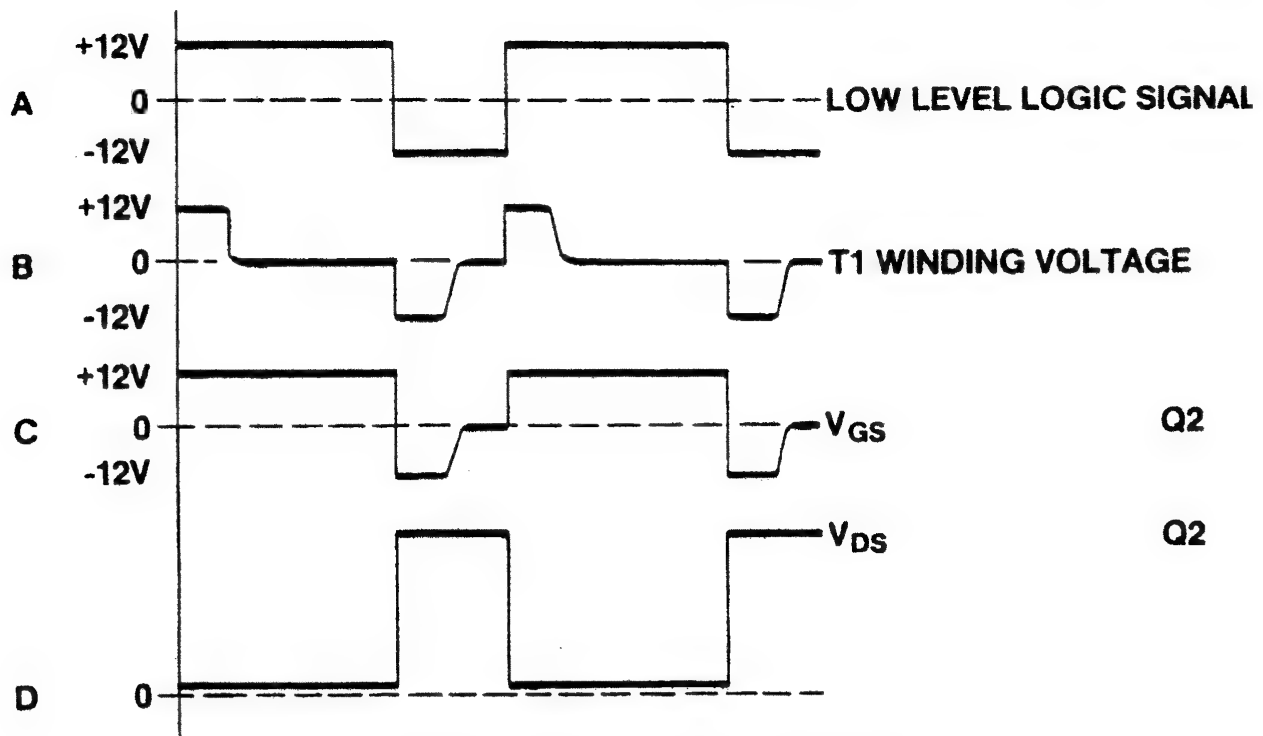 +12V
A 0 LOW LEVEL LOGIC SIGNAL
-12V
+12V
B 0 T1 WINDING VOLTAGE
-12V
+12V
C 0 VGS Q2
-12V
VDS Q2
D 0